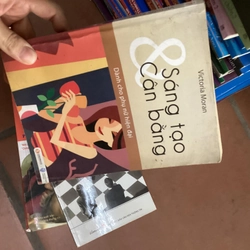 Victoria Moran
Sáng tạo
&
Cân bằng
Dành cho phụ nữ hiện đại